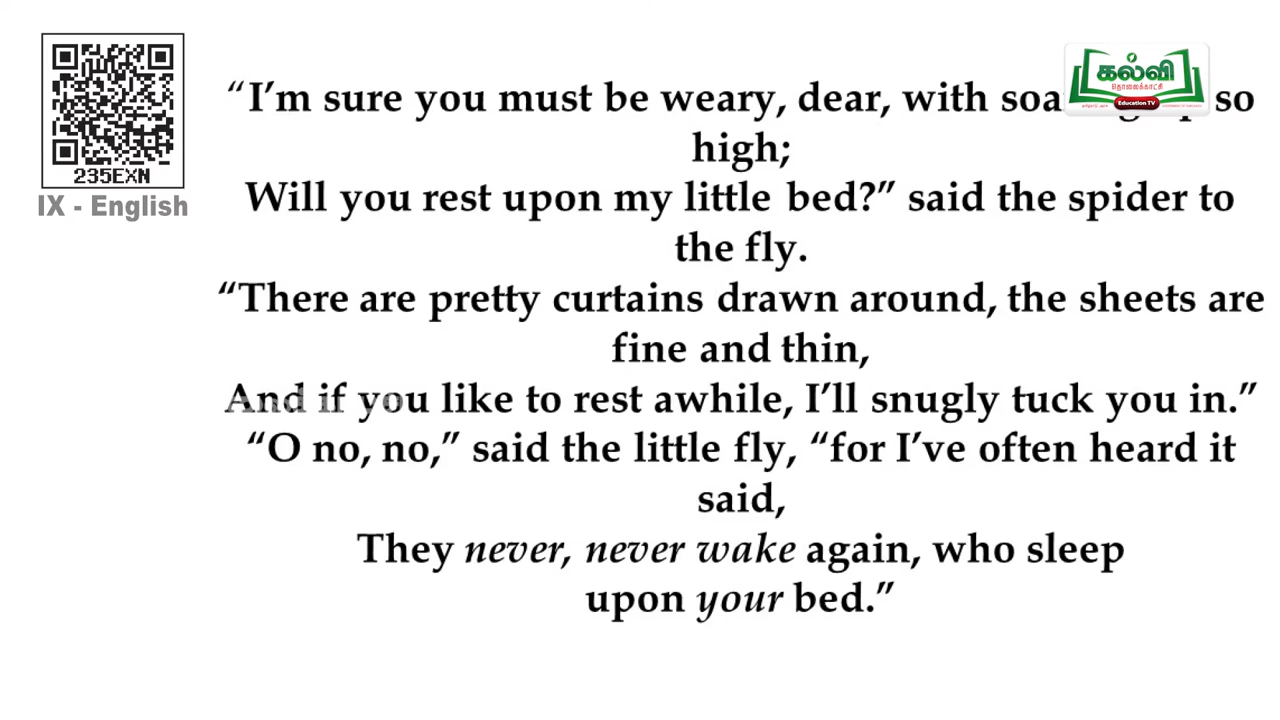 கல்வி
தொலைக்காட்சி
Education TV
235EXN
IX - English
“I’m sure you must be weary, dear, with so
high;
Will you rest upon my little bed?” said the spider to
the fly.
“There are pretty curtains drawn around, the sheets are
fine and thin,
And if you like to rest awhile, I’ll snugly tuck you in.”
“O no, no,” said the little fly, “for I’ve often heard it
said,
They never, never wake again, who sleep
upon your bed.”